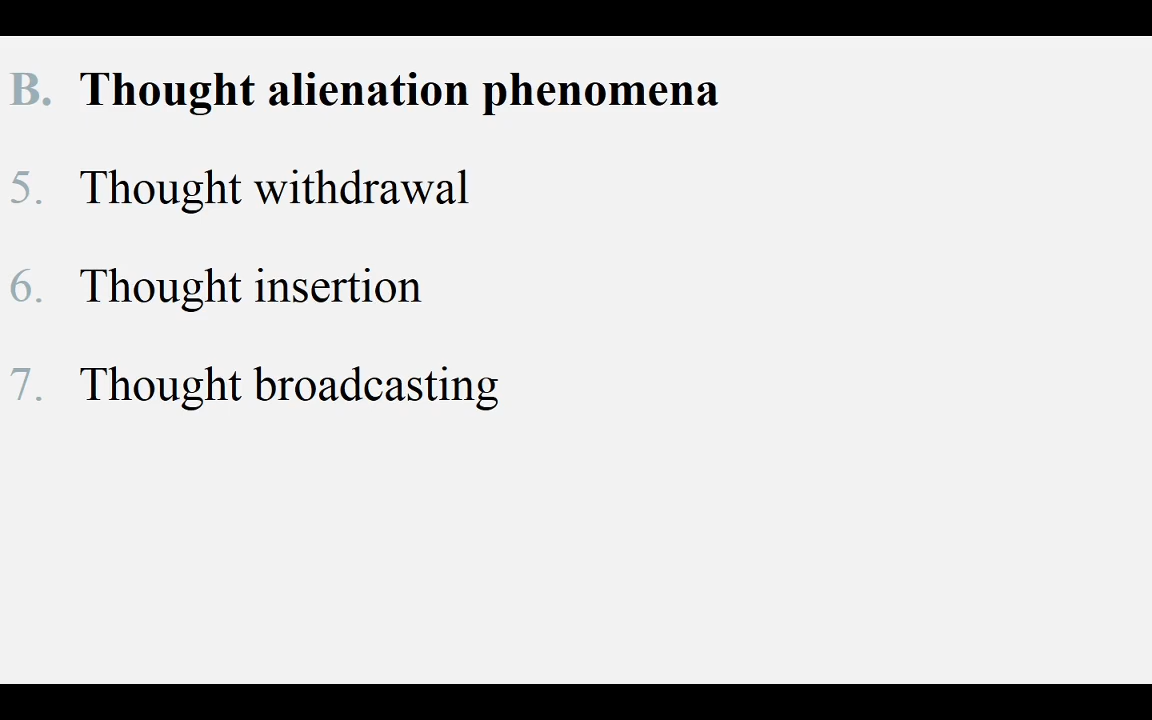 B. Thought alienation phenomena
5. Thought withdrawal
6. Thought insertion
7. Thought broadcasting